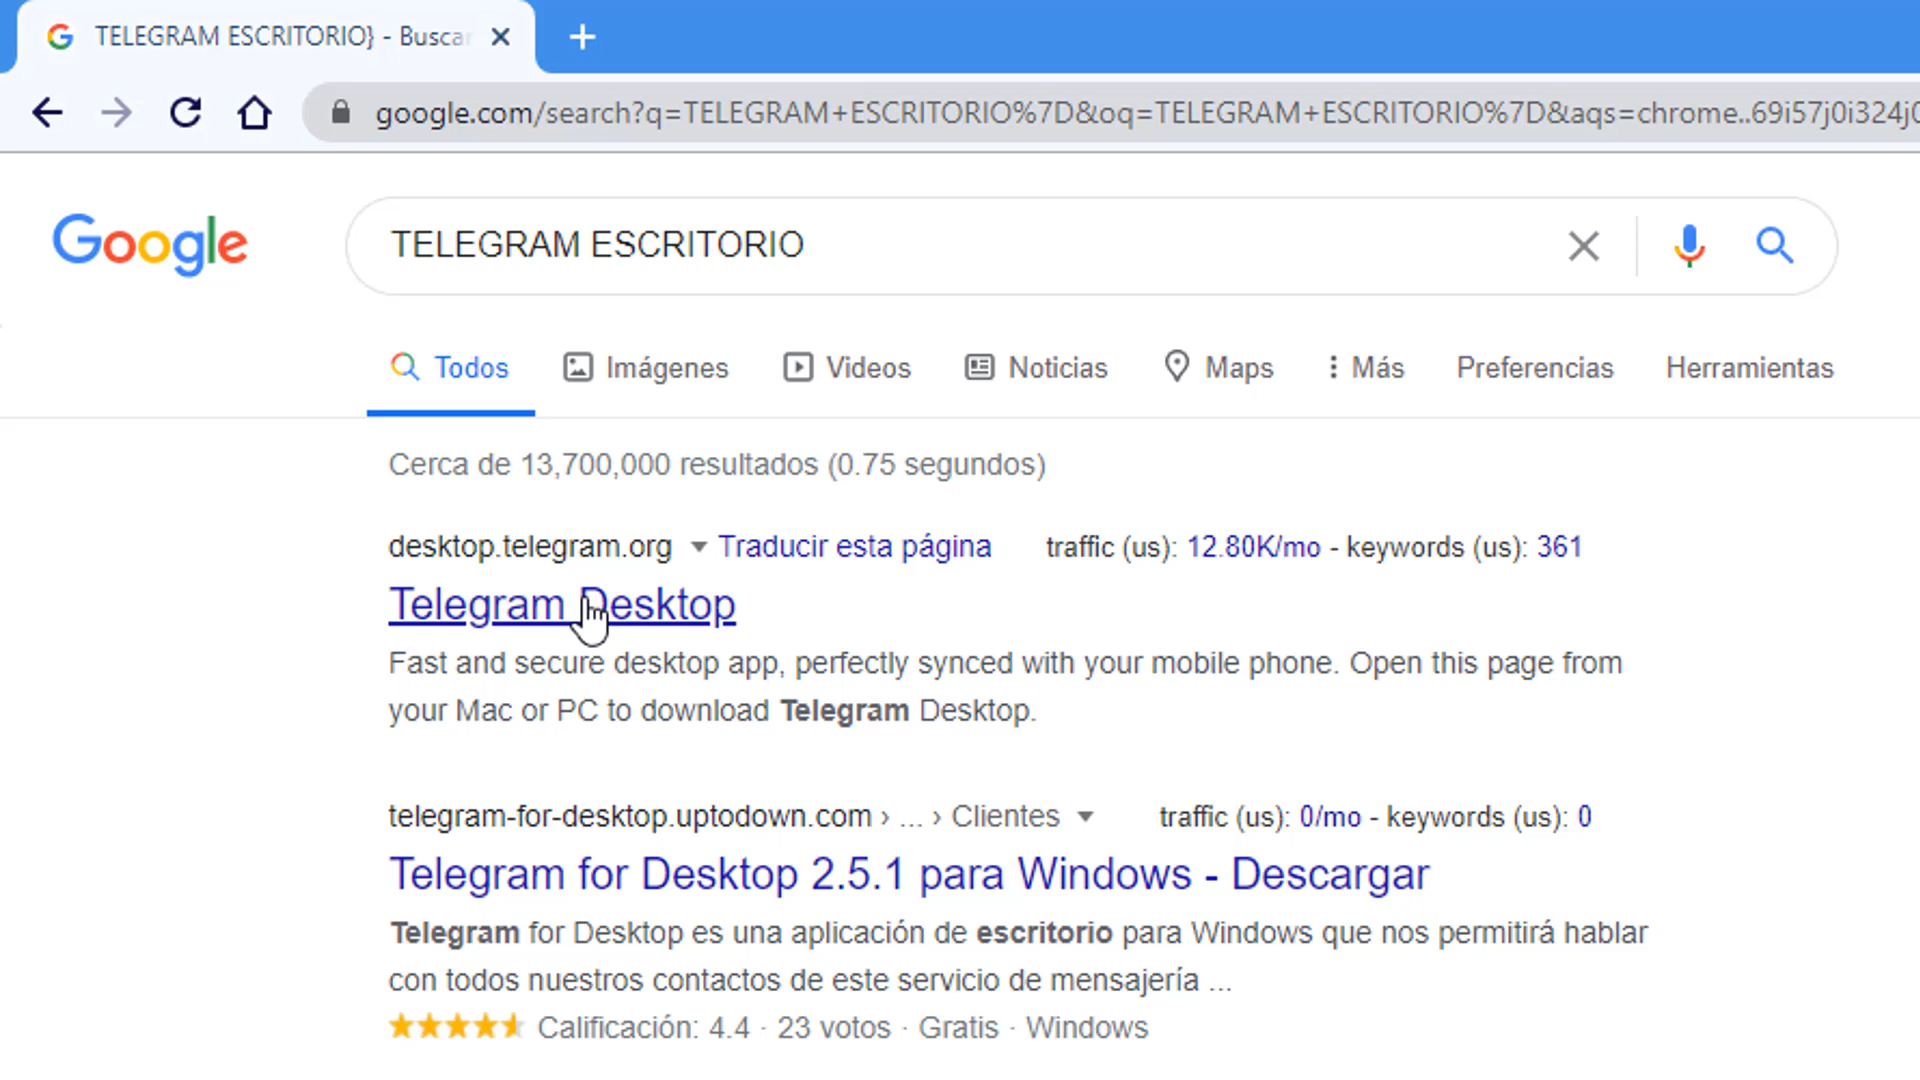 TELEGRAM ESCRITORIO} - Buscar
google.com/search?q=TELEGRAM+ESCRITORIO%7D&oq=TELEGRAM+ESCRITORIO%7D&aqs=chrome..69i57j0i324j0
Google
TELEGRAM ESCRITORIO
Todos Imágenes Videos Noticias Maps Más Preferencias Herramientas
Cerca de 13,700,000 resultados (0.75 segundos)
desktop.telegram.org Traducir esta página traffic (us): 12.80K/mo - keywords (us): 361
Telegram Desktop
Fast and secure desktop app, perfectly synced with your mobile phone. Open this page from
your Mac or PC to download Telegram Desktop.
telegram-for-desktop.uptodown.com › ... › Clientes traffic (us): 0/mo - keywords (us): 0
Telegram for Desktop 2.5.1 para Windows - Descargar
Telegram for Desktop es una aplicación de escritorio para Windows que nos permitirá hablar
con todos nuestros contactos de este servicio de mensajería ...
Calificación: 4.4 · 23 votos · Gratis · Windows